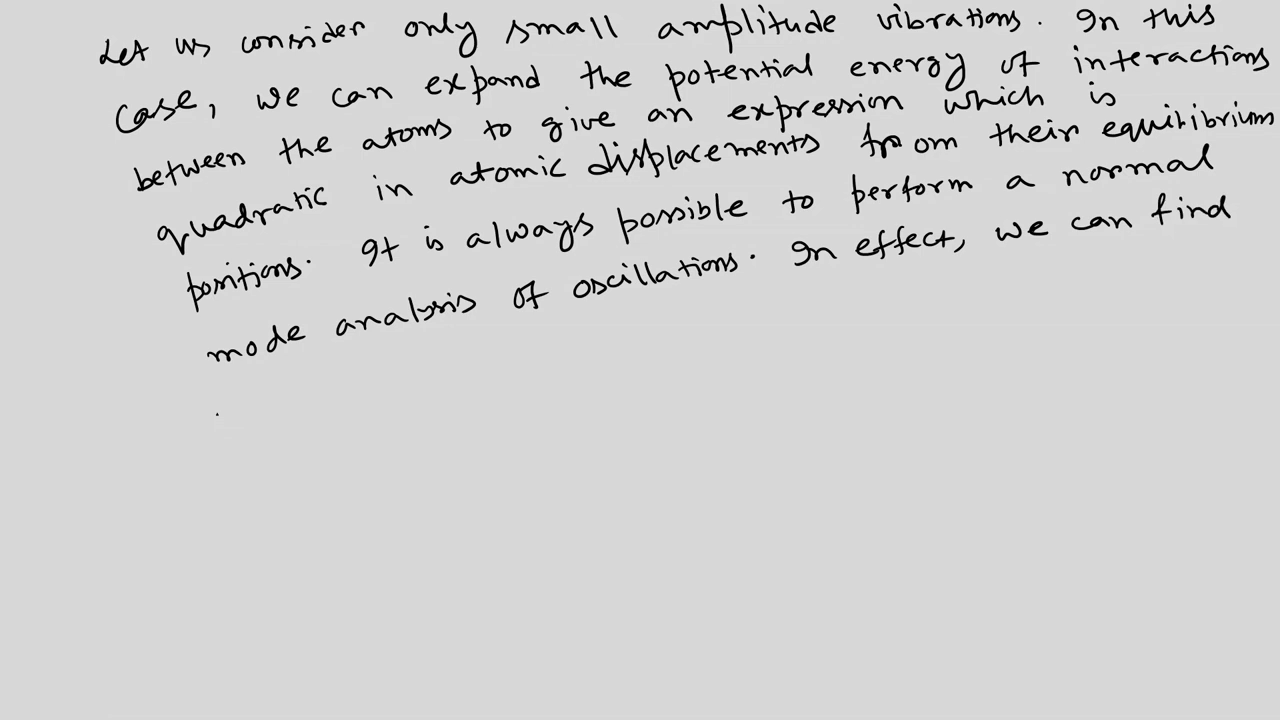 Let us consider only small amplitude vibrations. In this
case, we can expand the potential energy of interactions
between the atoms to give an expression which is
quadratic in atomic displacements from their equilibrium
positions. It is always possible to perform a normal
mode analysis of oscillations. In effect, we can find